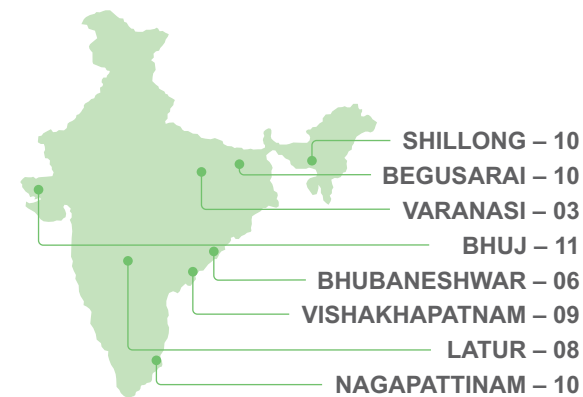 SHILLONG – 10
BEGUSARAI – 10
VARANASI – 03
BHUJ – 11
BHUBANESHWAR – 06
VISHAKHAPATNAM – 09
LATUR – 08
NAGAPATTINAM – 10